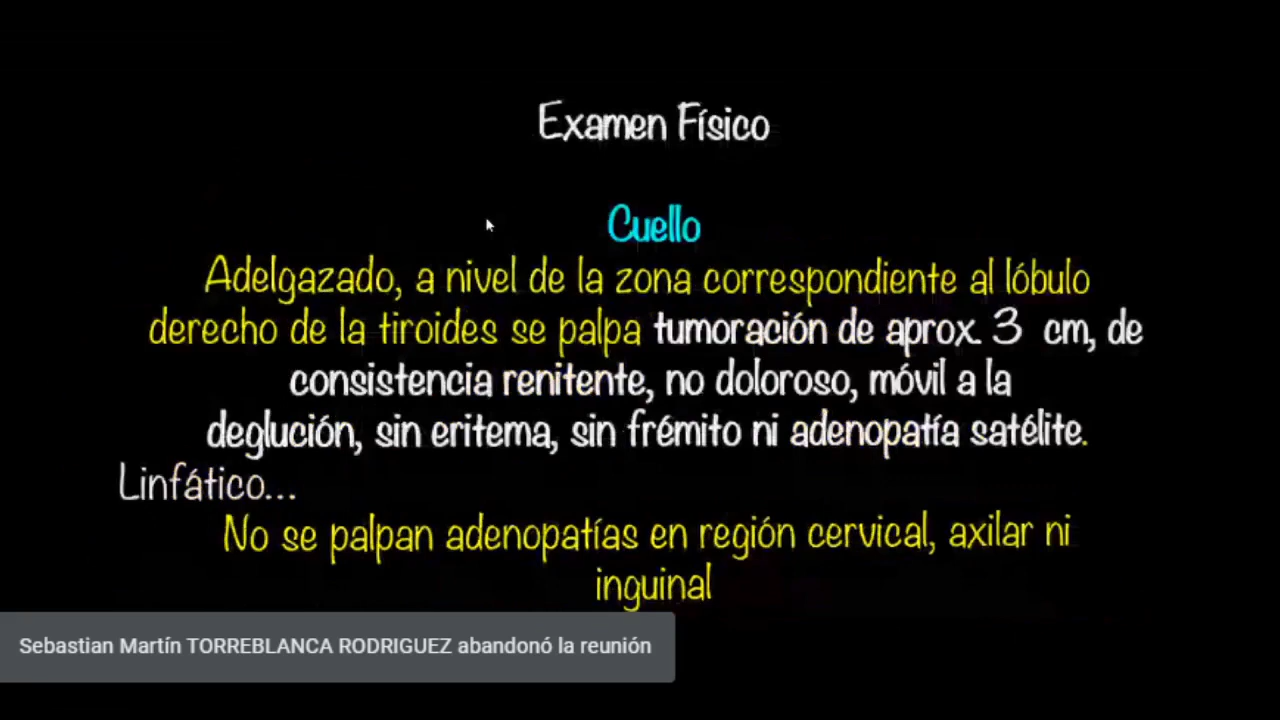 Examen Físico
Cuello
Adelgazado, a nivel de la zona correspondiente al lóbulo
derecho de la tiroides se palpa tumoración de aprox. 3 cm, de
consistencia renitente, no doloroso, móvil a la
deglución, sin eritema, sin frémito ni adenopatía satélite.
Linfático...
No se palpan adenopatías en región cervical, axilar ni
inguinal
Sebastian Martín TORREBLANCA RODRIGUEZ abandonó la reunión